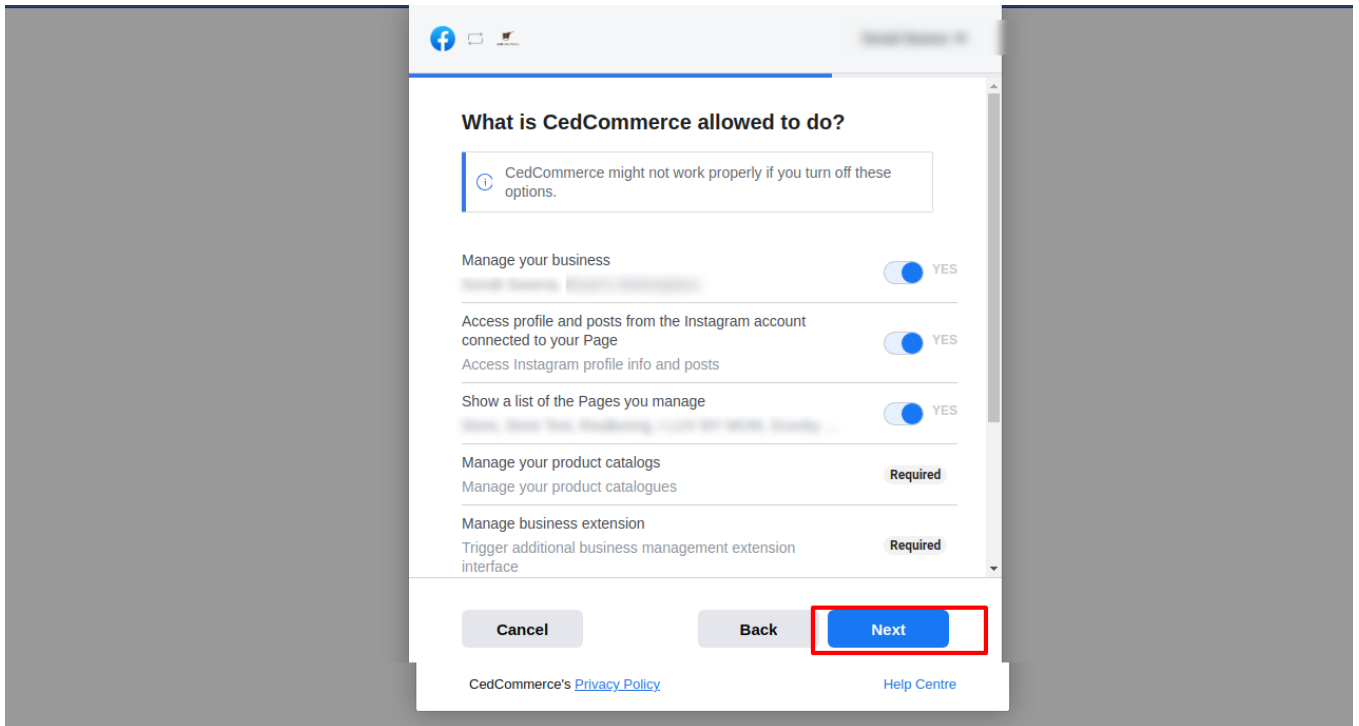 What is CedCommerce allowed to do?
CedCommerce might not work properly if you turn off these
options.
Manage your business
YES
Access profile and posts from the Instagram account
connected to your Page
YES
Access Instagram profile info and posts
Show a list of the Pages you manage
YES
Manage your product catalogs
Required
Manage your product catalogues
Manage business extension
Required
Trigger additional business management extension
interface
Cancel
Back
Next
CedCommerce's Privacy Policy
Help Centre